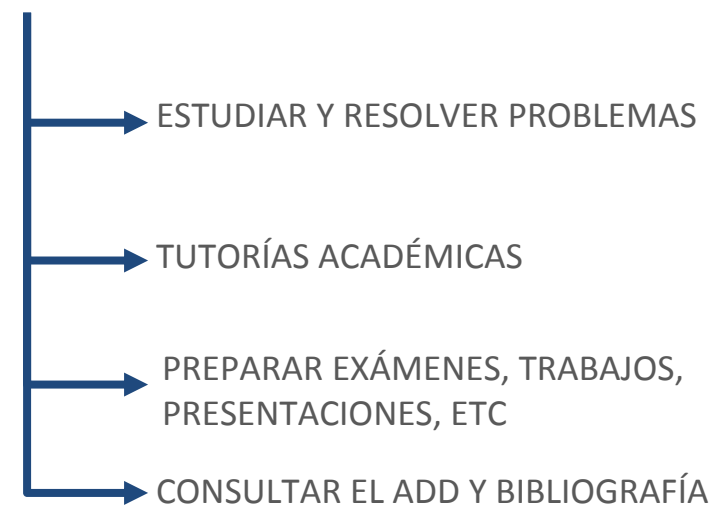 ESTUDIAR Y RESOLVER PROBLEMAS
TUTORÍAS ACADÉMICAS
PREPARAR EXÁMENES, TRABAJOS,
PRESENTACIONES, ETC
CONSULTAR EL ADD Y BIBLIOGRAFÍA